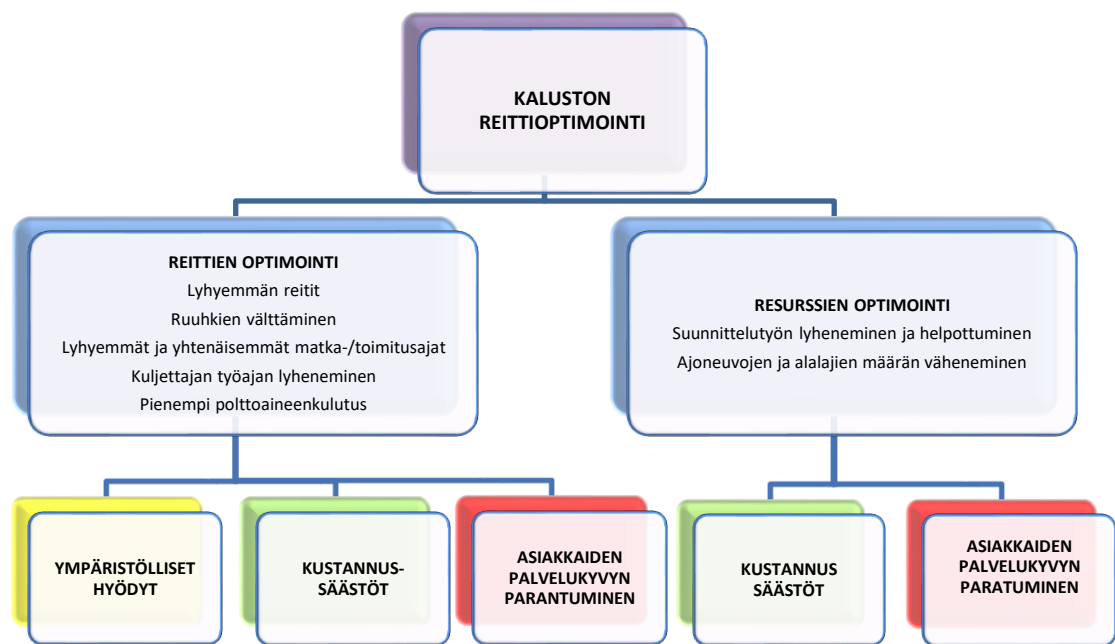 KALUSTON
REITTIOPTIMOINTI
REITTIEN OPTIMOINTI
Lyhyemmän reitit
Ruuhkien välttäminen
Lyhyemmät ja yhtenäisemmät matka-/toimitusajat
Kuljettajan työajan lyheneminen
Pienempi polttoaineenkulutus
RESURSSIEN OPTIMOINTI
Suunnittelutyön lyheneminen ja helpottuminen
Ajoneuvojen ja alalajien määrän väheneminen
YMPÄRISTÖLLISET
HYÖDYT
KUSTANNUS-
SÄÄSTÖT
ASIAKKAIDEN
PALVELUKYVYN
PARANTUMINEN
KUSTANNUS
SÄÄSTÖT
ASIAKKAIDEN
PALVELUKYVYN
PARATUMINEN